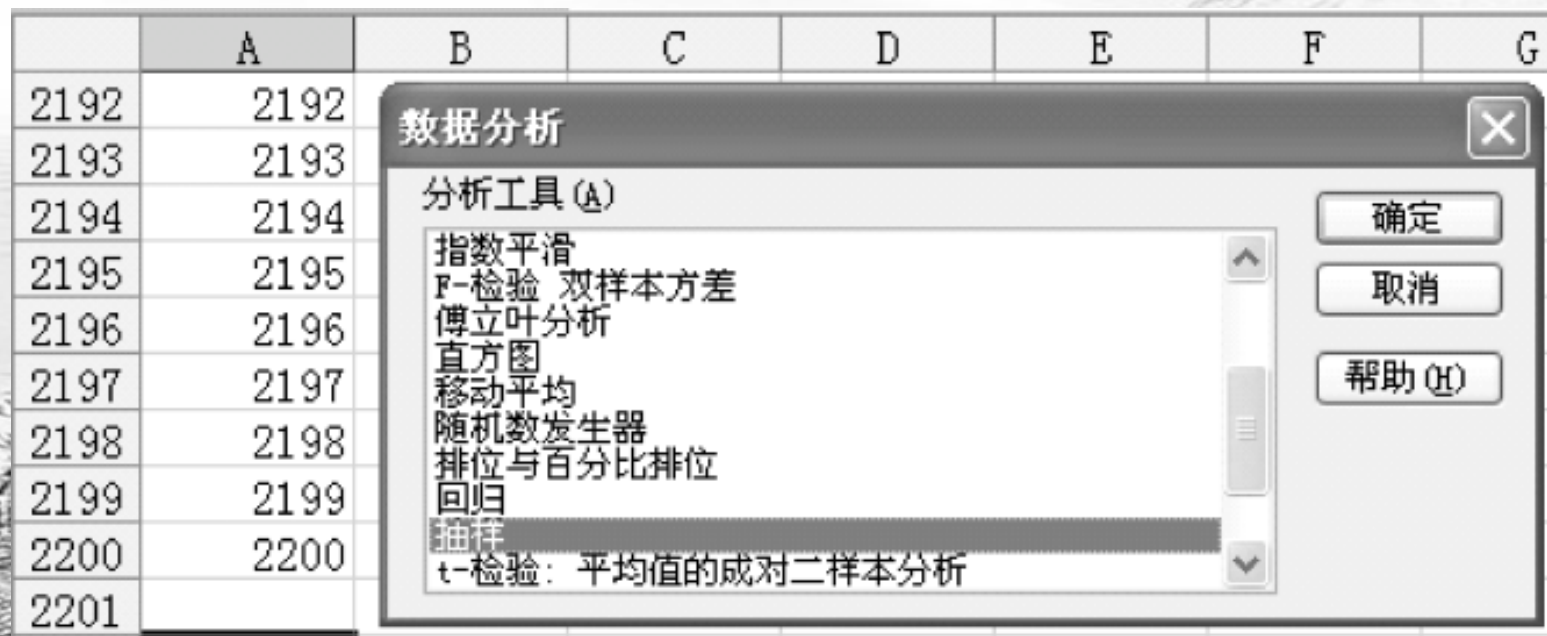 A B C D E F G
2192 2192
数据分析
2193 2193
分析工具(A)
2194 2194
确定
指数平滑
2195 2195
F-检验 双样本方差
取消
傅立叶分析
2196 2196
直方图
2197 2197
移动平均
帮助(H)
随机数发生器
2198 2198
排位与百分比排位
2199 2199
回归
抽样
2200 2200
t-检验: 平均值的成对二样本分析
2201